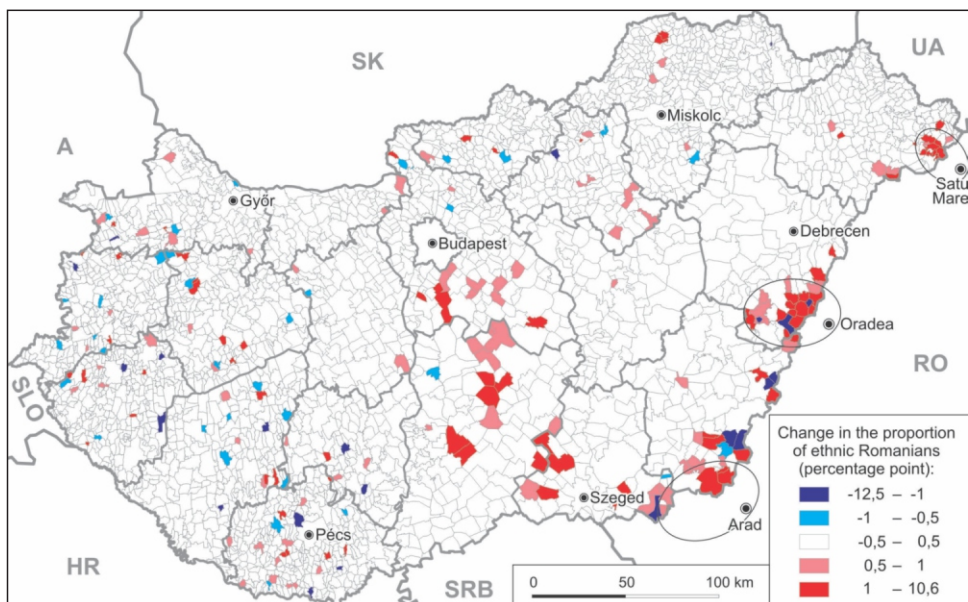 SK
UA
A
Miskolc
Satu
Mare
Győr
Debrecen
Budapest
Oradea
RO
SLO
Change in the proportion
of ethnic Romanians
(percentage point):
-12,5 – -1
-1 – -0,5
-0,5 – 0,5
0,5 – 1
1 – 10,6
Szeged
Arad
Pécs
HR
SRB
0 50 100 km